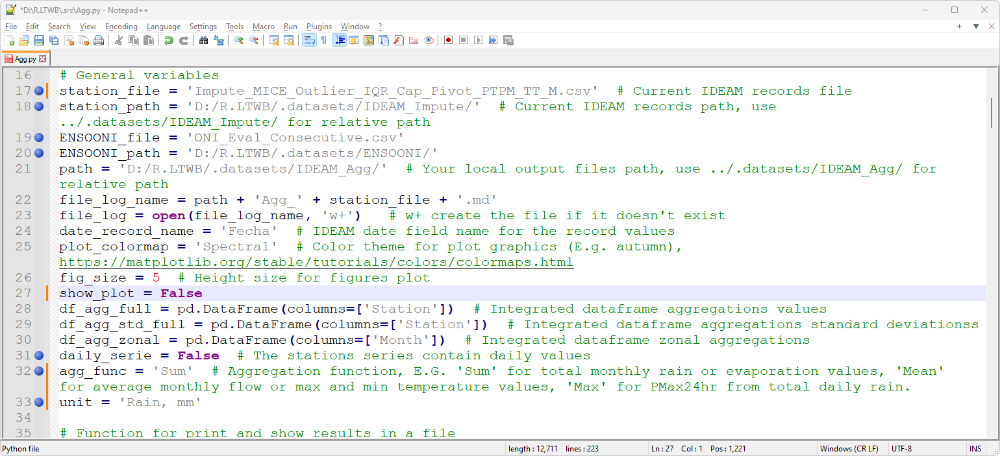 *D:\R.LTWB\.src\Agg.py - Notepad++
File Edit Search View Encoding Language Settings Tools Macro Run Plugins Window ?
Agg.py
16 # General variables
17 station_file = 'Impute_MICE_Outlier_IQR_Cap_Pivot_PTPM_TT_M.csv'  # Current IDEAM records file
18 station_path = 'D:/R.LTWB/.datasets/IDEAM_Impute/'  # Current IDEAM records path, use
../.datasets/IDEAM_Impute/ for relative path
19 ENSOONI_file = 'ONI_Eval_Consecutive.csv'
20 ENSOONI_path = 'D:/R.LTWB/.datasets/ENSOONI/'
21 path = 'D:/R.LTWB/.datasets/IDEAM_Agg/'  # Your local output files path, use ../.datasets/IDEAM_Agg/ for
relative path
22 file_log_name = path + 'Agg_' + station_file + '.md'
23 file_log = open(file_log_name, 'w+')   # w+ create the file if it doesn't exist
24 date_record_name = 'Fecha'  # IDEAM date field name for the record values
25 plot_colormap = 'Spectral'  # Color theme for plot graphics (E.g. autumn),
https://matplotlib.org/stable/tutorials/colors/colormaps.html
26 fig_size = 5  # Height size for figures plot
27 show_plot = False
28 df_agg_full = pd.DataFrame(columns=['Station'])  # Integrated dataframe aggregations values
29 df_agg_std_full = pd.DataFrame(columns=['Station'])  # Integrated dataframe aggregations standard deviationss
30 df_agg_zonal = pd.DataFrame(columns=['Month'])  # Integrated dataframe zonal aggregations
31 daily_serie = False  # The stations series contain daily values
32 agg_func = 'Sum'  # Aggregation function, E.G. 'Sum' for total monthly rain or evaporation values, 'Mean'
for average monthly flow or max and min temperature values, 'Max' for PMax24hr from total daily rain.
33 unit = 'Rain, mm'
34
35 # Function for print and show results in a file
Python file length : 12,711 lines : 223 Ln : 27 Col : 1 Pos : 1,221 Windows (CR LF) UTF-8 INS